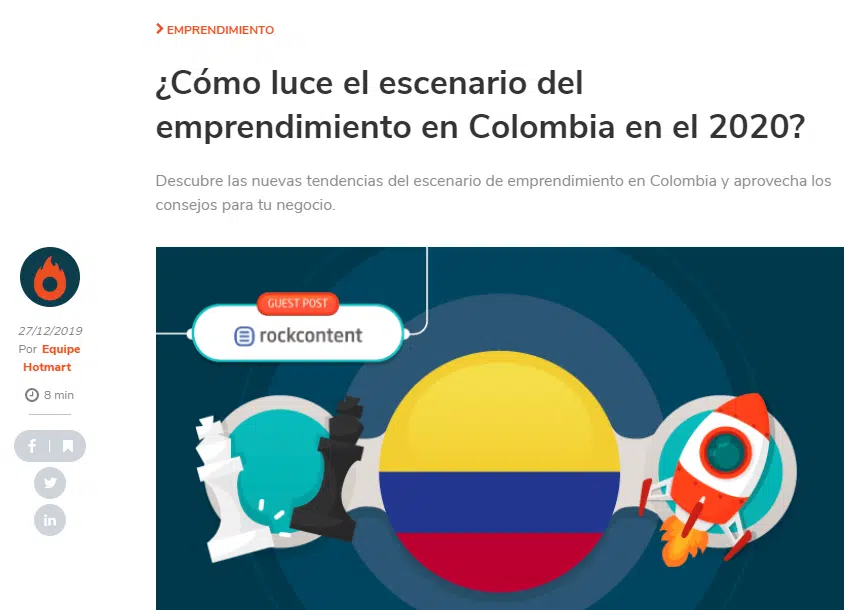 EMPRENDIMIENTO
¿Cómo luce el escenario del
emprendimiento en Colombia en el 2020?
Descubre las nuevas tendencias del escenario de emprendimiento en Colombia y aprovecha los
consejos para tu negocio.
27/12/2019
Por Equipe
Hotmart
8 min
GUEST POST
rockcontent